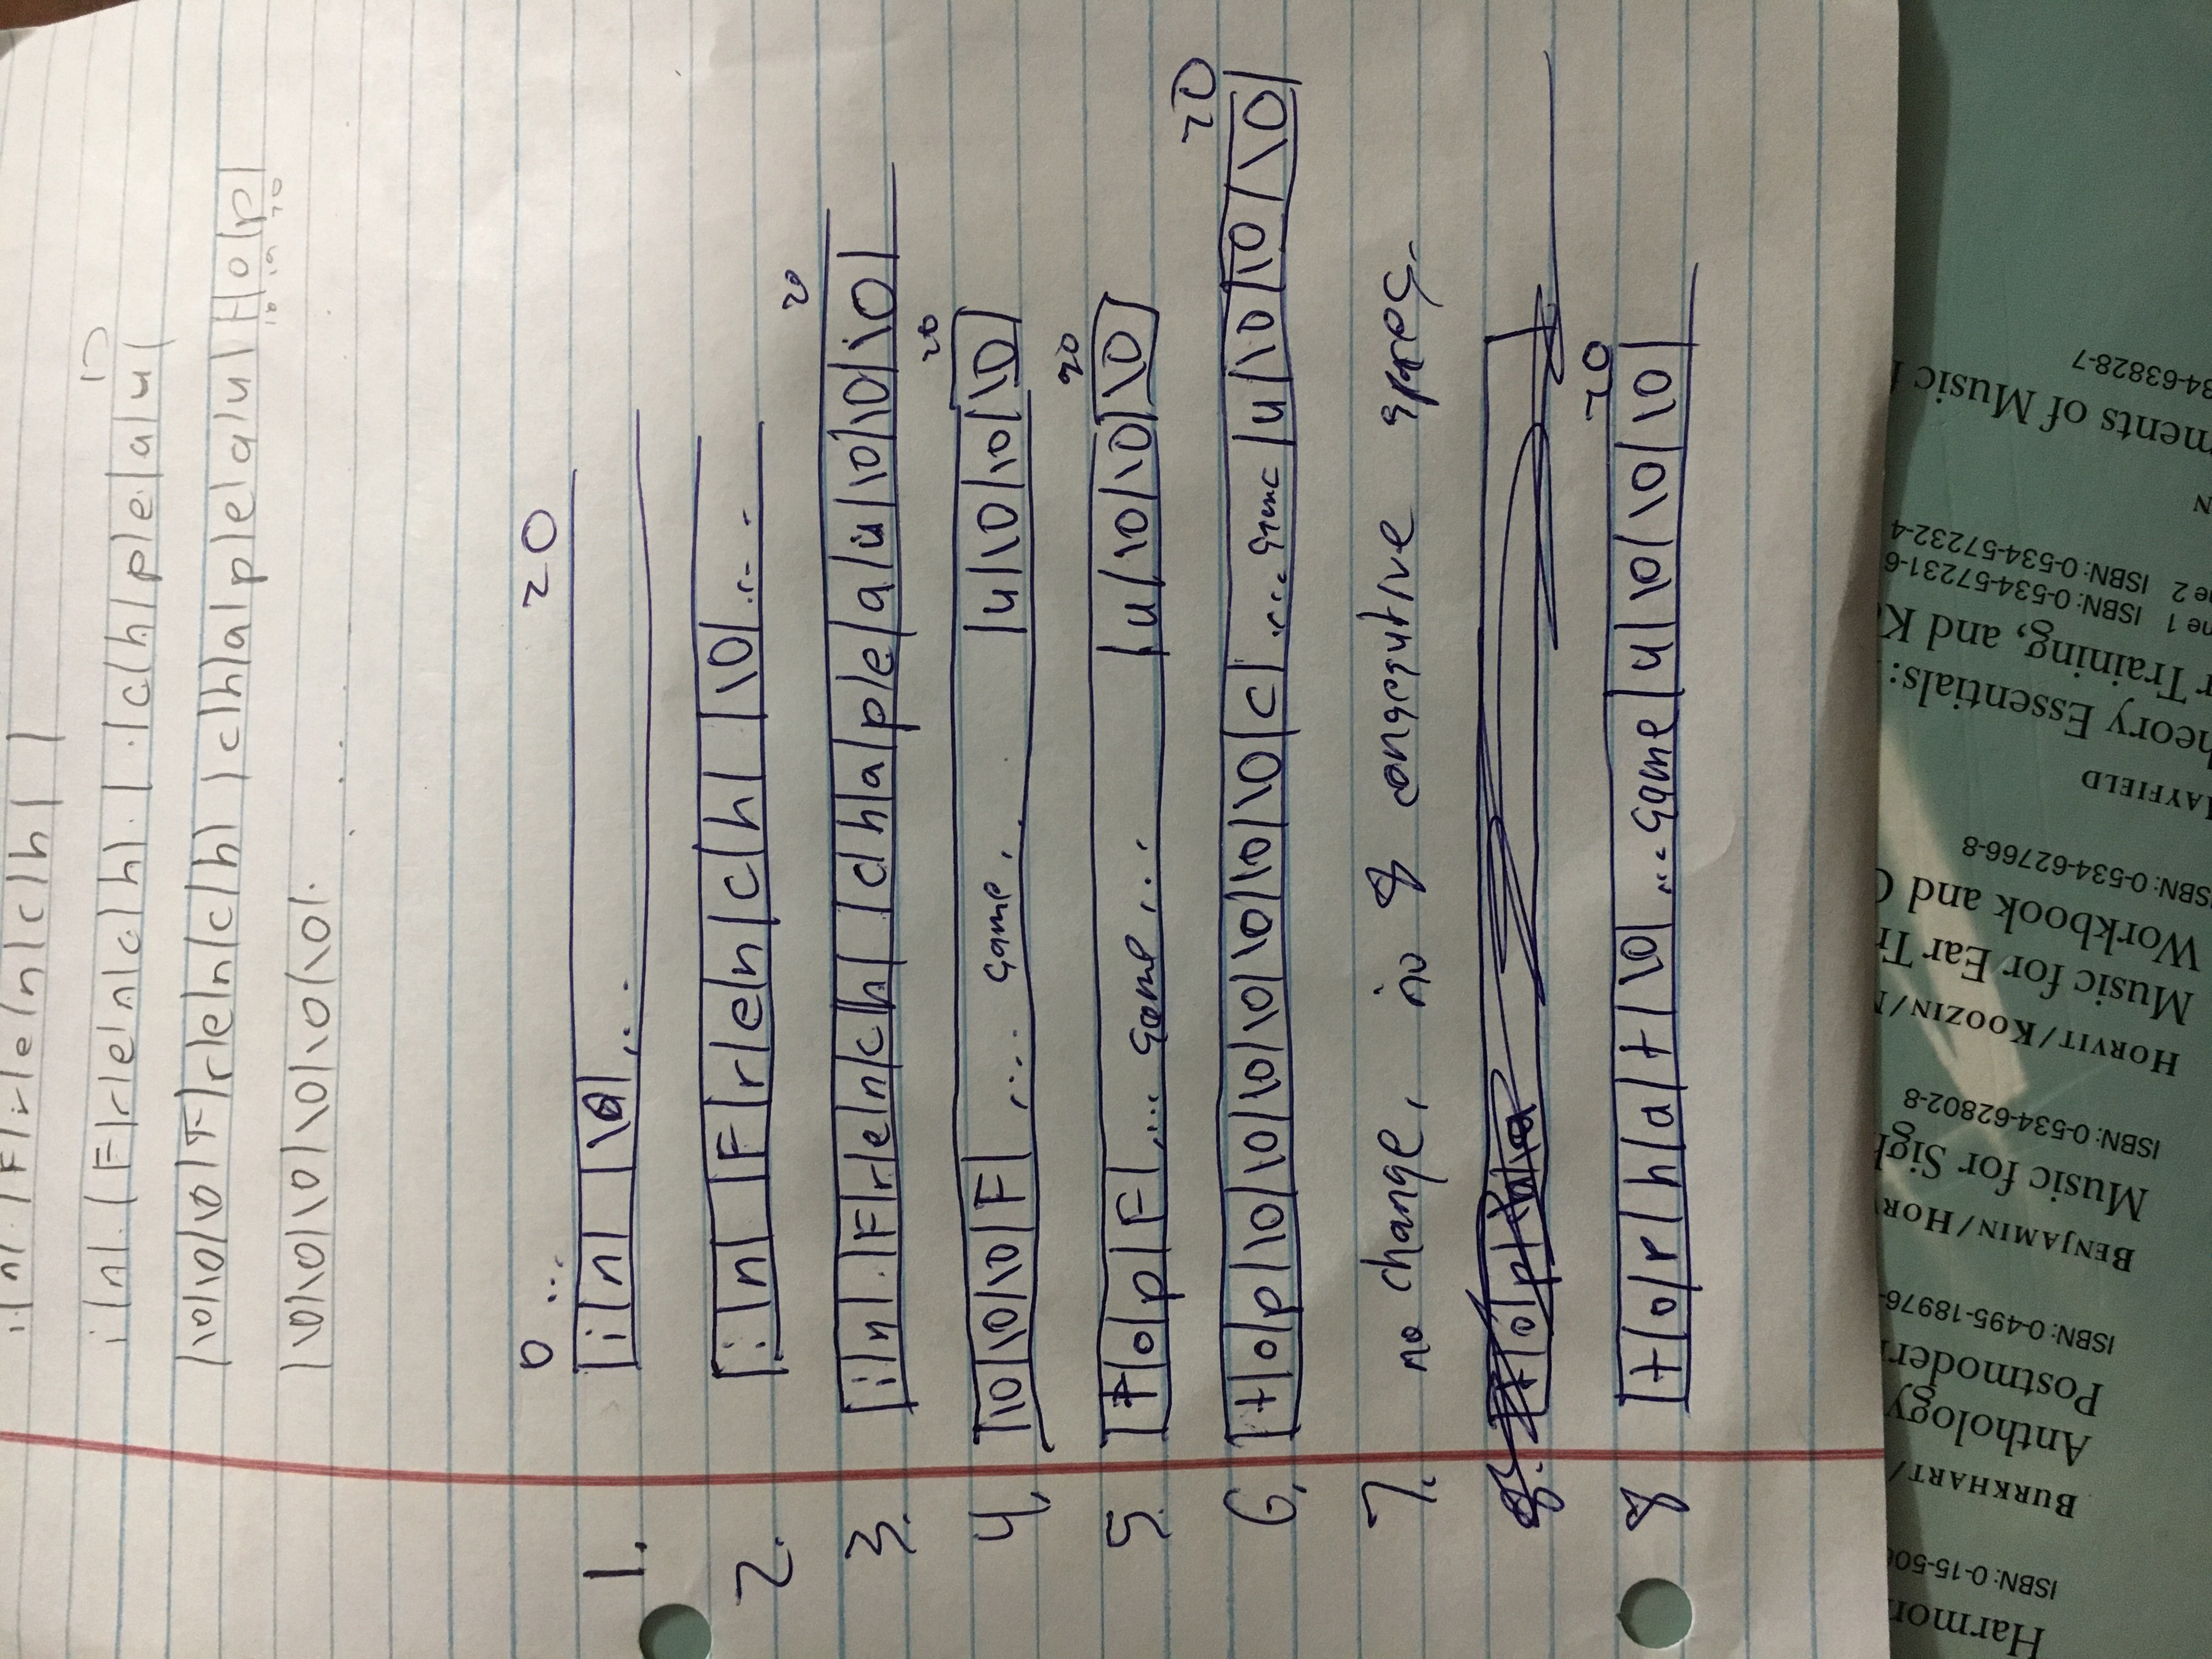 i|n|. |F|r|e|n|c|h| |
17
i|n|. |F|r|e|n|c|h|. | .|c|h|p|e|a|u|
|\0|\0|\0|F|r|e|n|c|h| |c|h|a|p|e|a|u|t|o|p|
18 19 20
|\0|\0|\0|\0|\0|\0|.
0 ... 20
1. |i|n| |\0|...
2. |i|n| |F|r|e|n|c|h| |\0|....
20
3. |i|n|. |F|r|e|n|c|h| |c|h|a|p|e|a|u|\0|\0|\0|
20
4. |\0|\0|\0|F| .... same. |u|\0|\0|\0|
20
5. |t|o|p|F|.... same ... |u|\0|\0|\0|
20
6. |t|o|p|\0|\0|\0|\0|\0|\0|\0|c|.... same |u|\0|\0|\0|
7. no change, no 8 consecutive spaces.
8. |t|o|p|
20
8 |t|o|p|h|a|t|\0|... same|u|\0|\0|\0|
Harmon
ISBN: 0-15-50
BURKHART/
Anthology
Postmoder
ISBN: 0-495-18976-
BENJAMIN/HOR
Music for Sigh
ISBN: 0-534-62802-8
HORVIT/KOOZIN/N
Music for Ear Tr
Workbook and C
ISBN: 0-534-62766-8
MAYFIELD
heory Essentials:
r Training, and K
ne 1 ISBN: 0-534-57231-6
ne 2 ISBN: 0-534-57232-4
N
ments of Music
34-63828-7